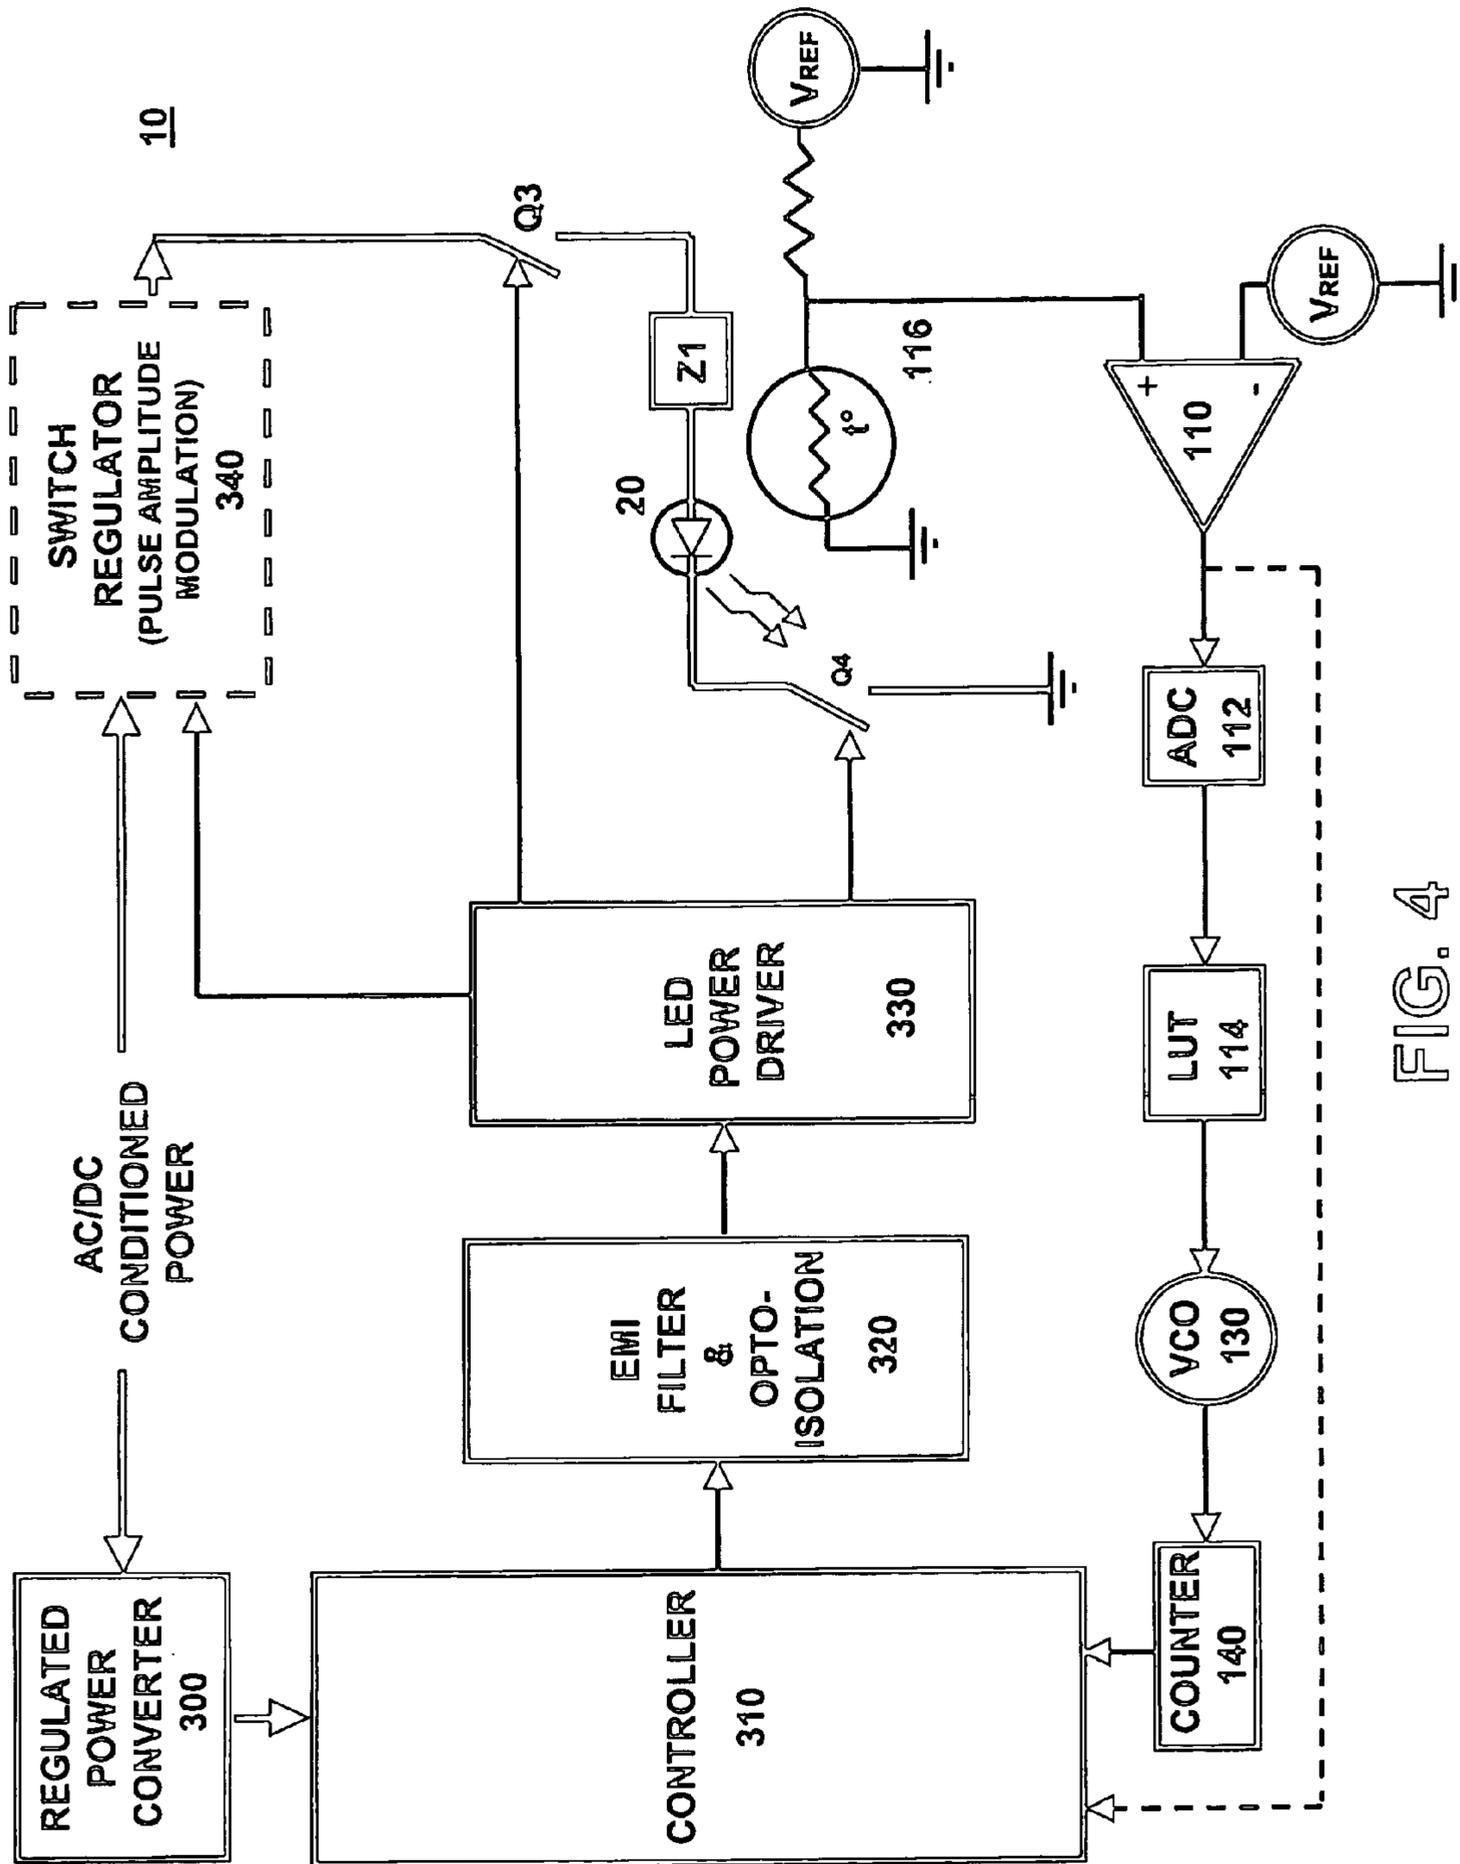 10
AC/DC
CONDITIONED
POWER
REGULATED
POWER
CONVERTER
300
SWITCH
REGULATOR
(PULSE AMPLITUDE
MODULATION)
340
Q3
Z1
20
Q4
CONTROLLER
310
EMI
FILTER
&
OPTO-
ISOLATION
320
LED
POWER
DRIVER
330
VREF
t°
116
+
-
110
VREF
COUNTER
140
VCO
130
LUT
114
ADC
112
FIG. 4